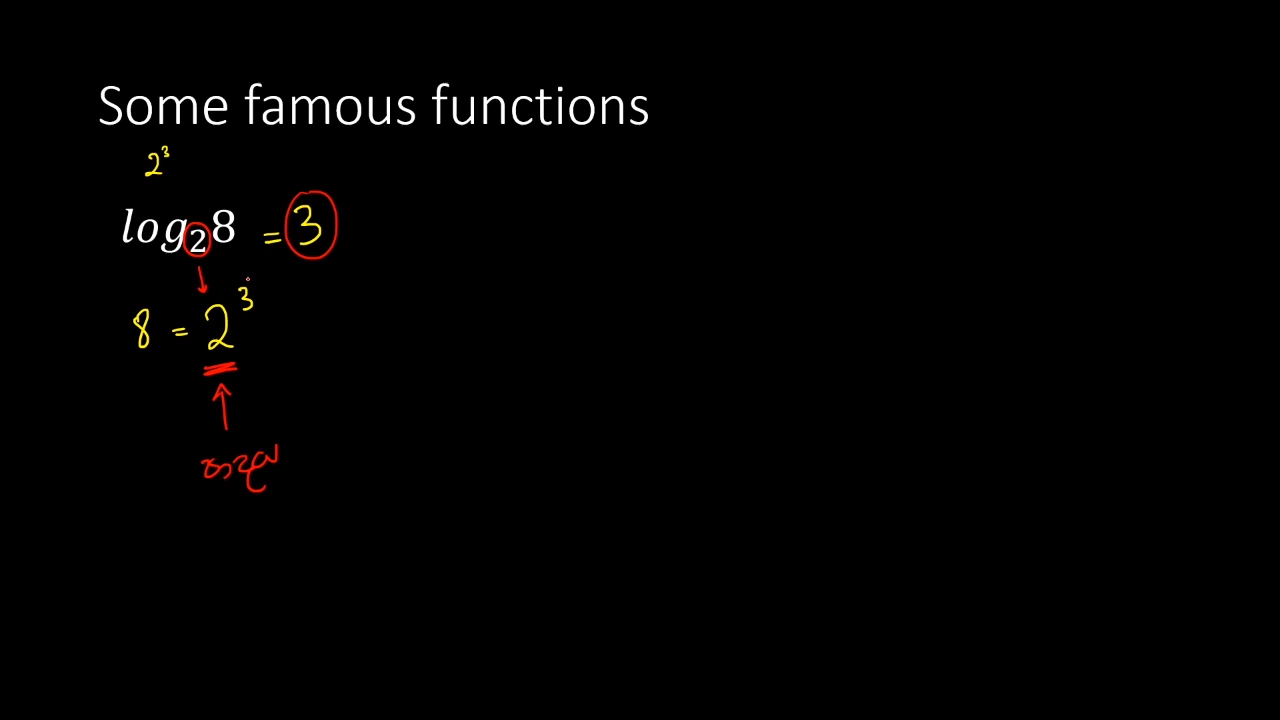 Some famous functions
2³
log₂8 = 3
8 = 2³